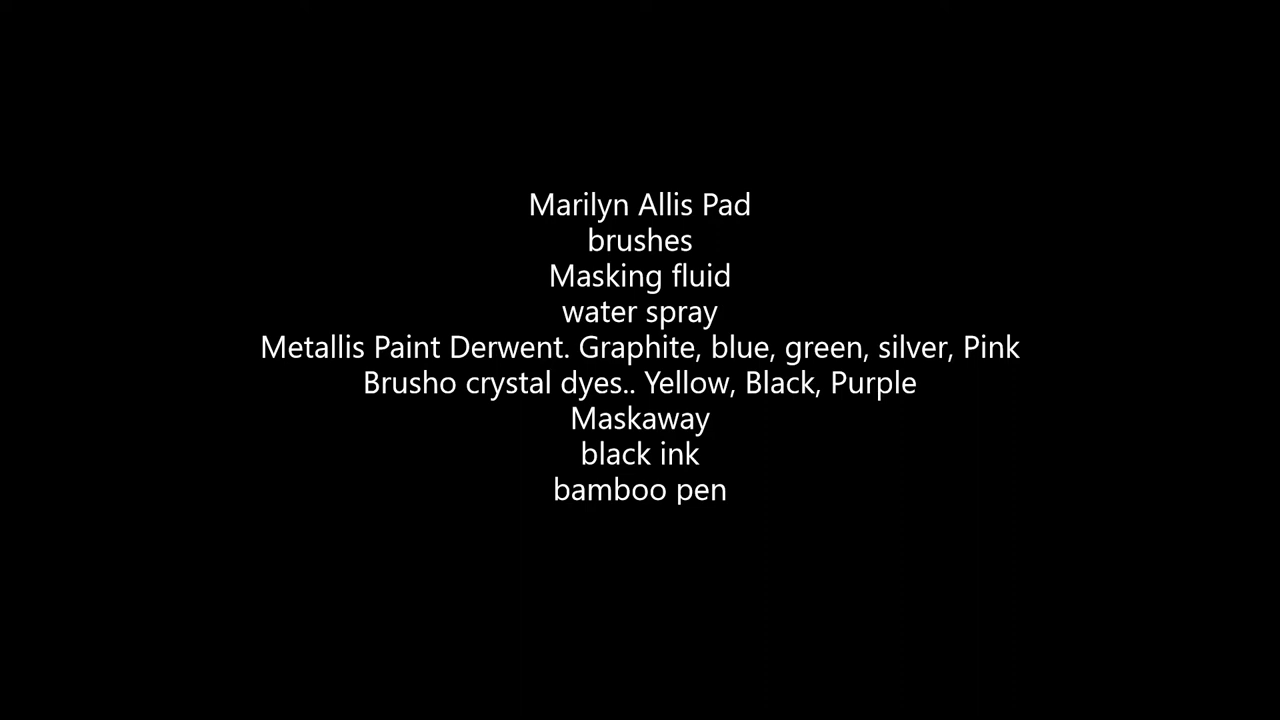 Marilyn Allis Pad
brushes
Masking fluid
water spray
Metallis Paint Derwent. Graphite, blue, green, silver, Pink
Brusho crystal dyes.. Yellow, Black, Purple
Maskaway
black ink
bamboo pen